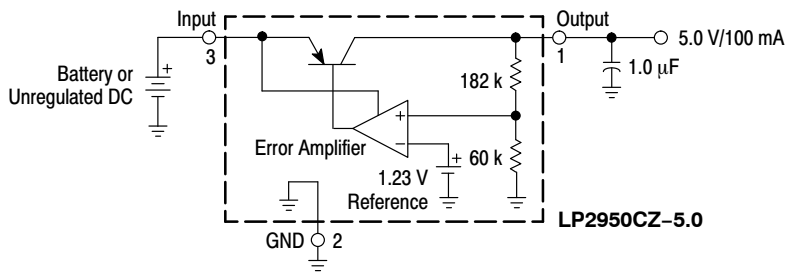 Input
Output
3
1
5.0 V/100 mA
Battery or
Unregulated DC
+
182 k
1.0 μF
Error Amplifier
+
−
60 k
+
1.23 V
Reference
LP2950CZ−5.0
GND 2